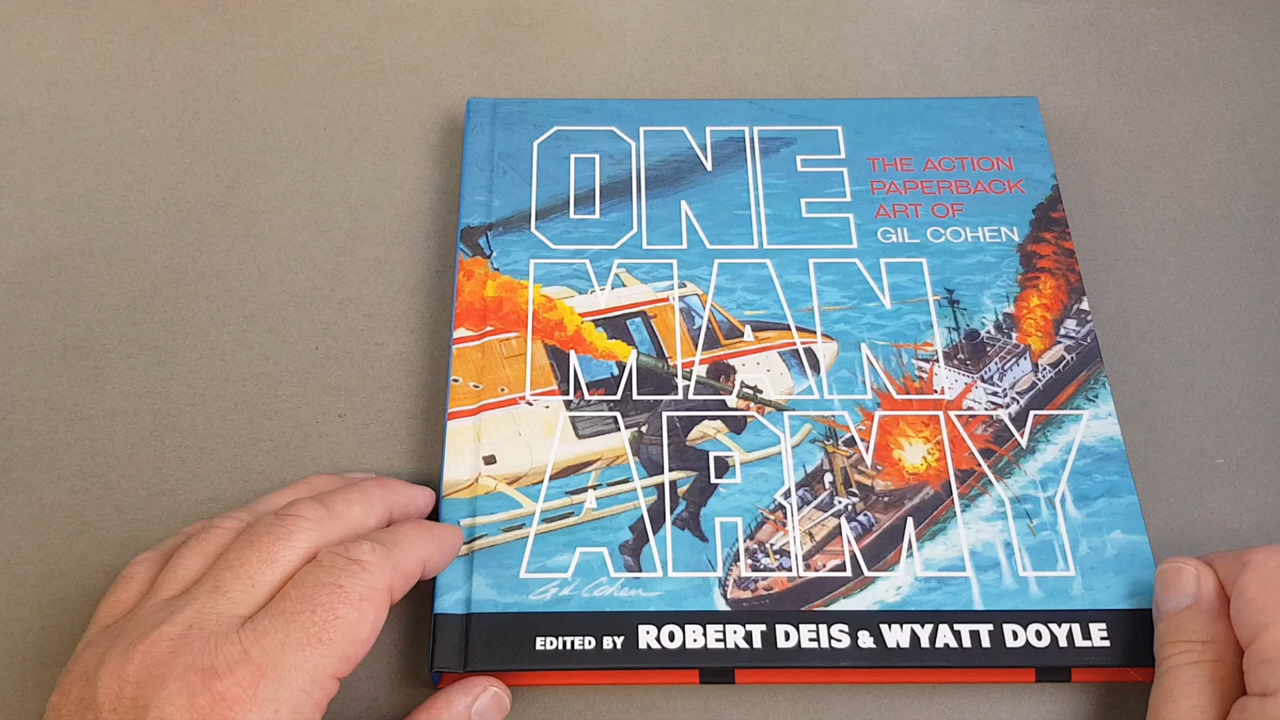 ONE
MAN
ARMY
THE ACTION
PAPERBACK
ART OF
GIL COHEN
Gil Cohen
EDITED BY ROBERT DEIS & WYATT DOYLE